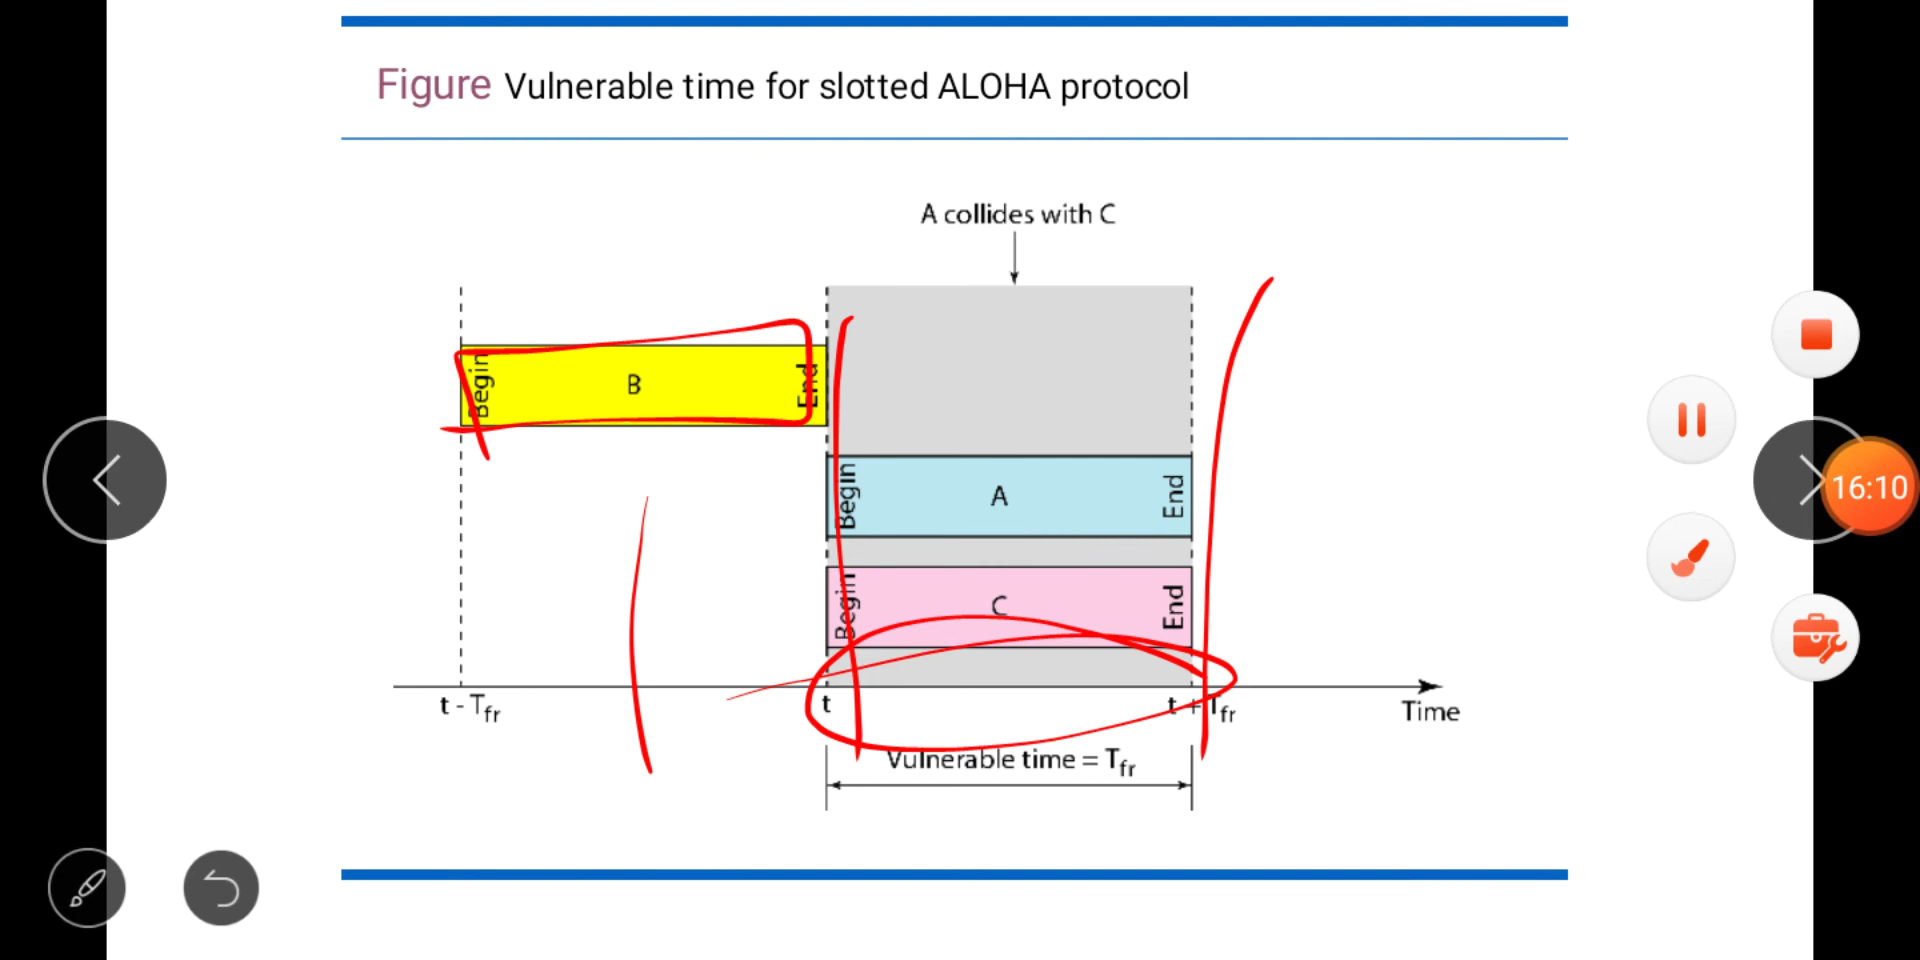 Figure Vulnerable time for slotted ALOHA protocol
A collides with C
Begin B End
Begin A End
Begin C End
t - Tfr t t + Tfr
Time
Vulnerable time = Tfr
16:10